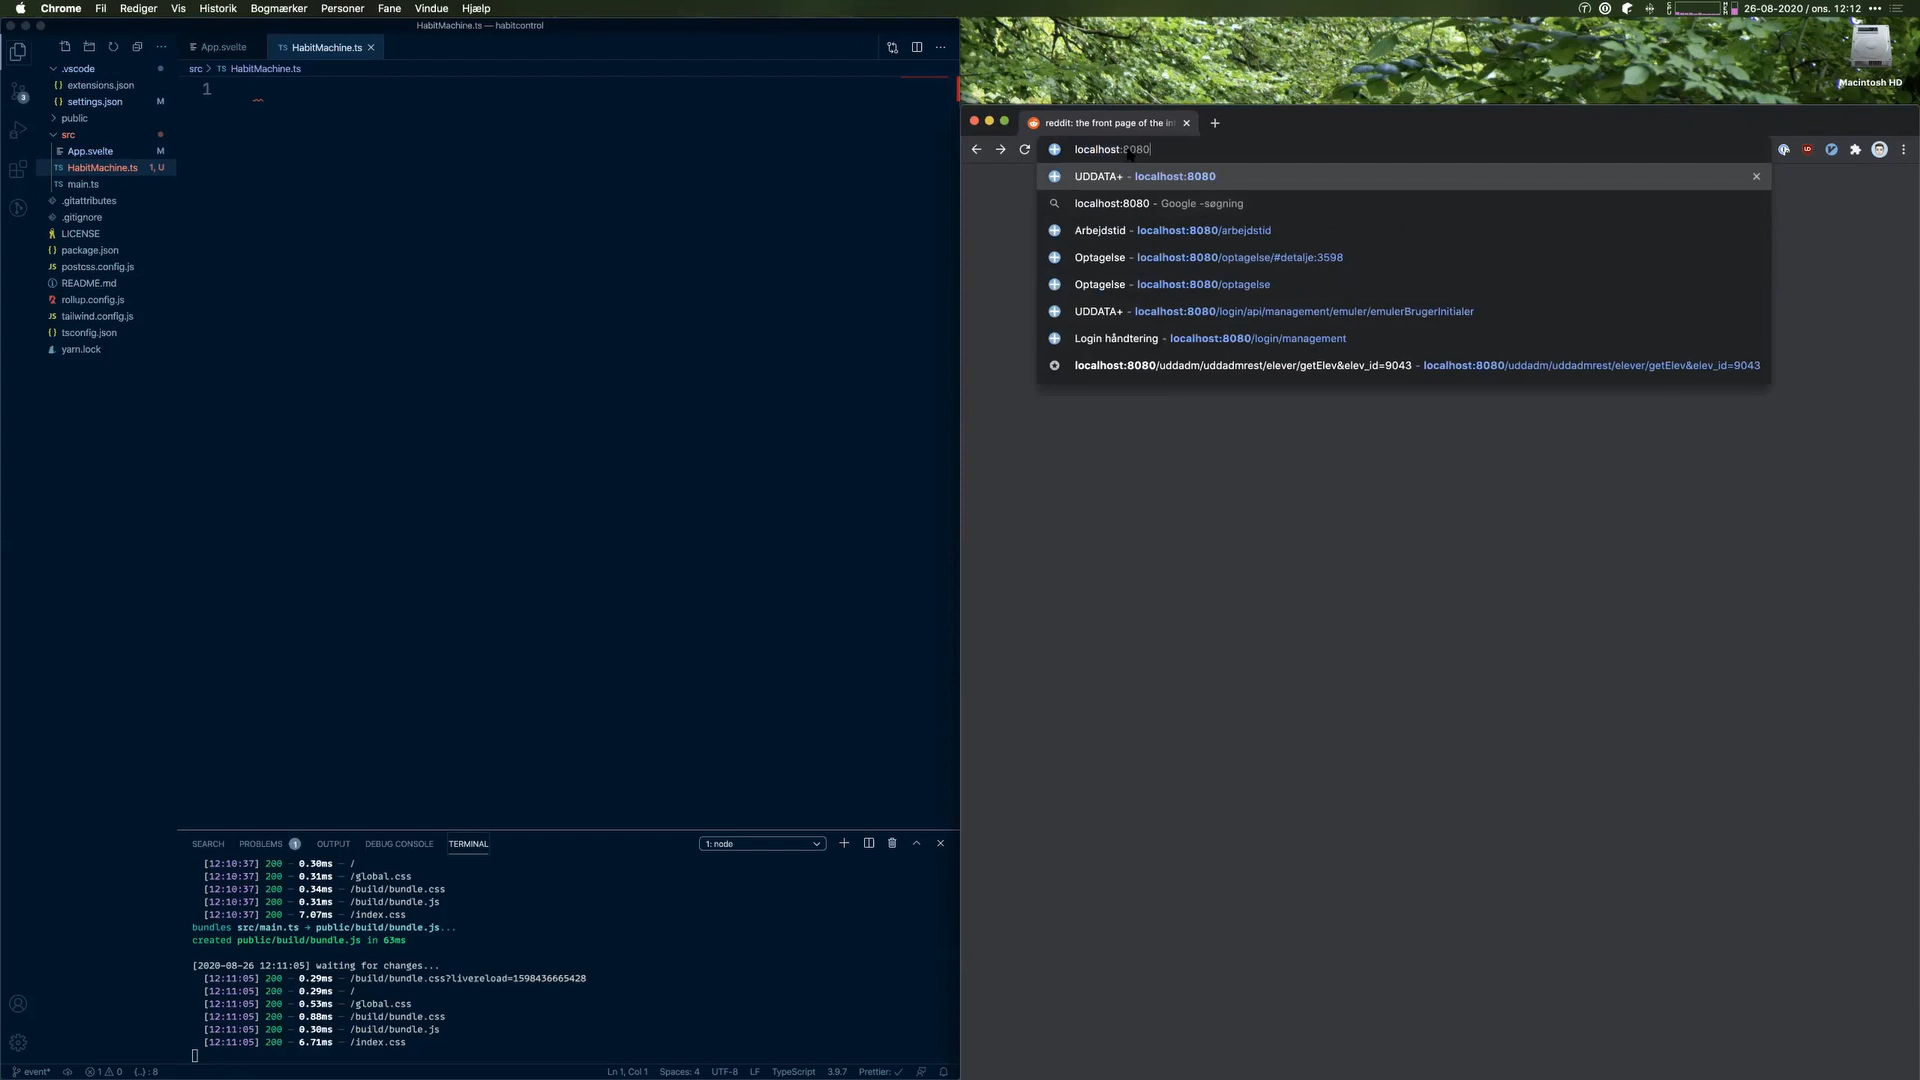 Chrome Fil Rediger Vis Historik Bogmærker Personer Fane Vindue Hjælp
26-08-2020 / ons. 12:12
HabitMachine.ts — habitcontrol
App.svelte
TS HabitMachine.ts
src > TS HabitMachine.ts
1
3
.vscode
{} extensions.json
{} settings.json M
public
src
App.svelte M
TS HabitMachine.ts 1, U
TS main.ts
.gitattributes
.gitignore
LICENSE
{} package.json
JS postcss.config.js
README.md
rollup.config.js
JS tailwind.config.js
{} tsconfig.json
yarn.lock
SEARCH PROBLEMS 1 OUTPUT DEBUG CONSOLE TERMINAL
1: node
[12:10:37] 200 — 0.30ms — /
[12:10:37] 200 — 0.31ms — /global.css
[12:10:37] 200 — 0.34ms — /build/bundle.css
[12:10:37] 200 — 0.31ms — /build/bundle.js
[12:10:37] 200 — 7.07ms — /index.css
bundles src/main.ts → public/build/bundle.js...
created public/build/bundle.js in 63ms
[2020-08-26 12:11:05] waiting for changes...
[12:11:05] 200 — 0.29ms — /build/bundle.css?livereload=1598436665428
[12:11:05] 200 — 0.29ms — /
[12:11:05] 200 — 0.53ms — /global.css
[12:11:05] 200 — 0.88ms — /build/bundle.css
[12:11:05] 200 — 0.30ms — /build/bundle.js
[12:11:05] 200 — 6.71ms — /index.css
event* 1 0 {..} : 8
Ln 1, Col 1 Spaces: 4 UTF-8 LF TypeScript 3.9.7 Prettier: ✓
Macintosh HD
reddit: the front page of the in
localhost:8080
UDDATA+ - localhost:8080
localhost:8080 - Google -søgning
Arbejdstid - localhost:8080/arbejdstid
Optagelse - localhost:8080/optagelse/#detalje:3598
Optagelse - localhost:8080/optagelse
UDDATA+ - localhost:8080/login/api/management/emuler/emulerBrugerInitialer
Login håndtering - localhost:8080/login/management
localhost:8080/uddadm/uddadmrest/elever/getElev&elev_id=9043 - localhost:8080/uddadm/uddadmrest/elever/getElev&elev_id=9043